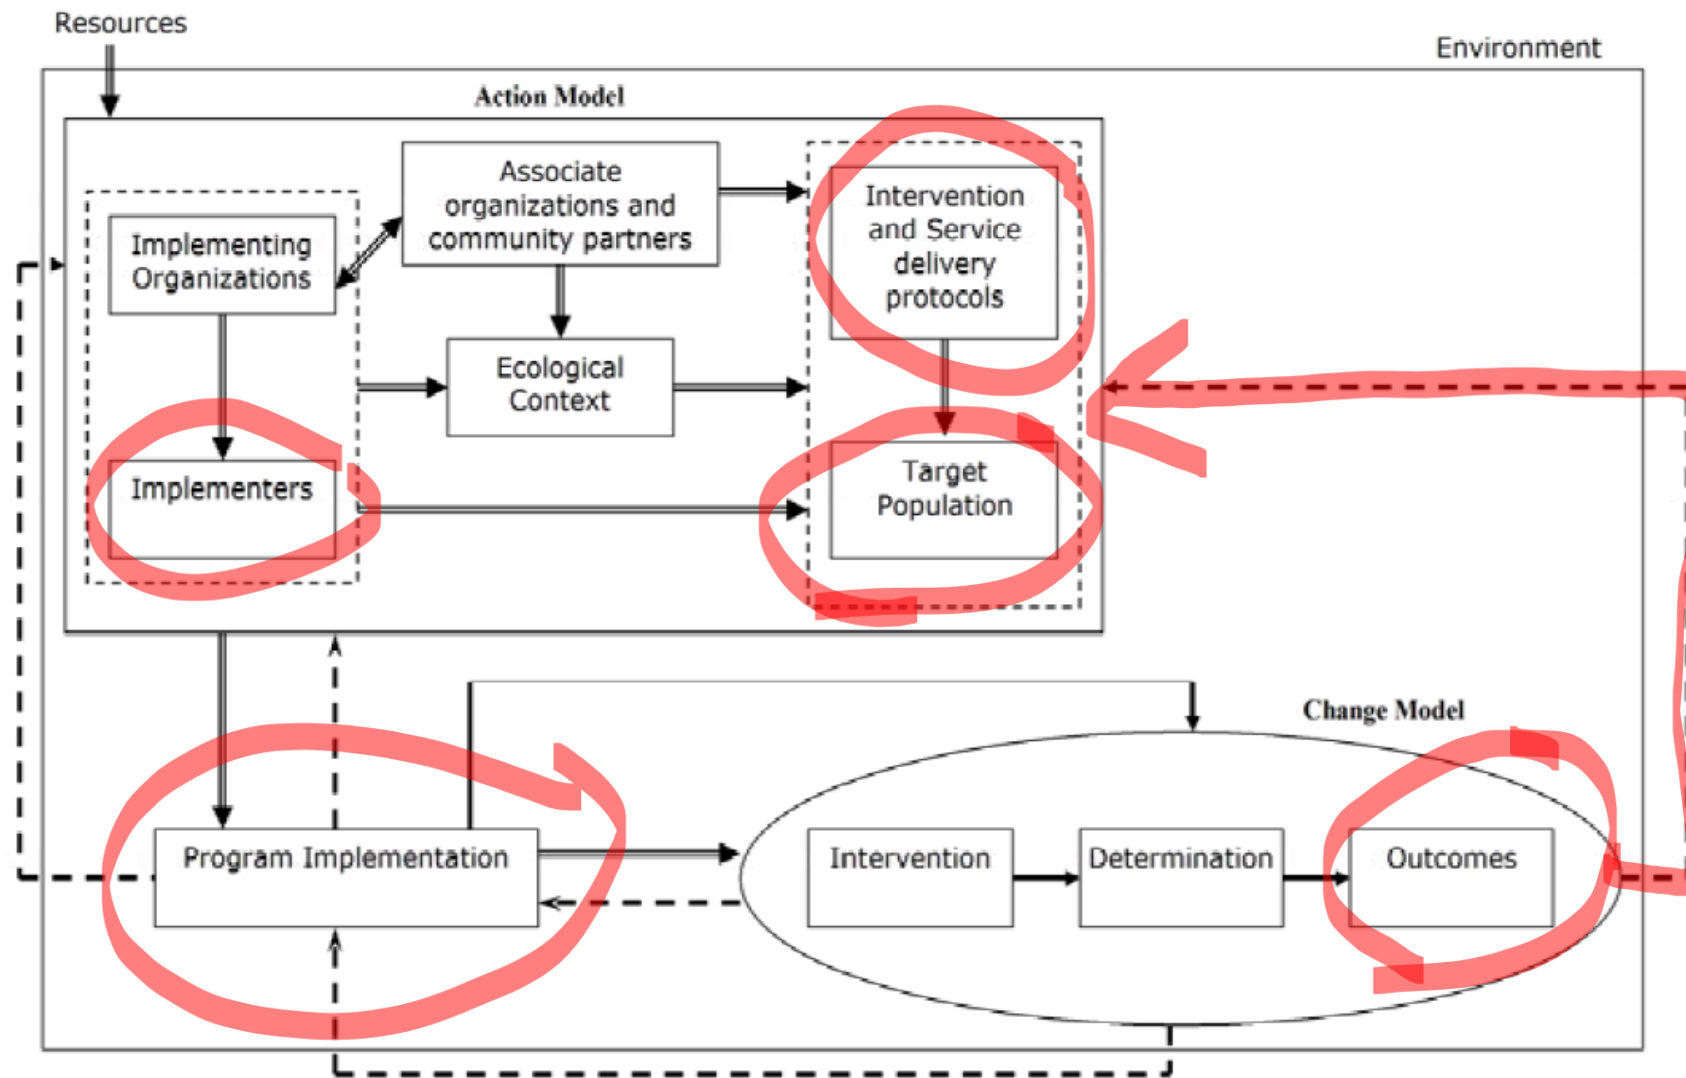 Resources
Environment
Action Model
Associate
organizations and
community partners
Intervention
and Service
delivery
protocols
Implementing
Organizations
Ecological
Context
Implementers
Target
Population
Change Model
Program Implementation
Intervention
Determination
Outcomes